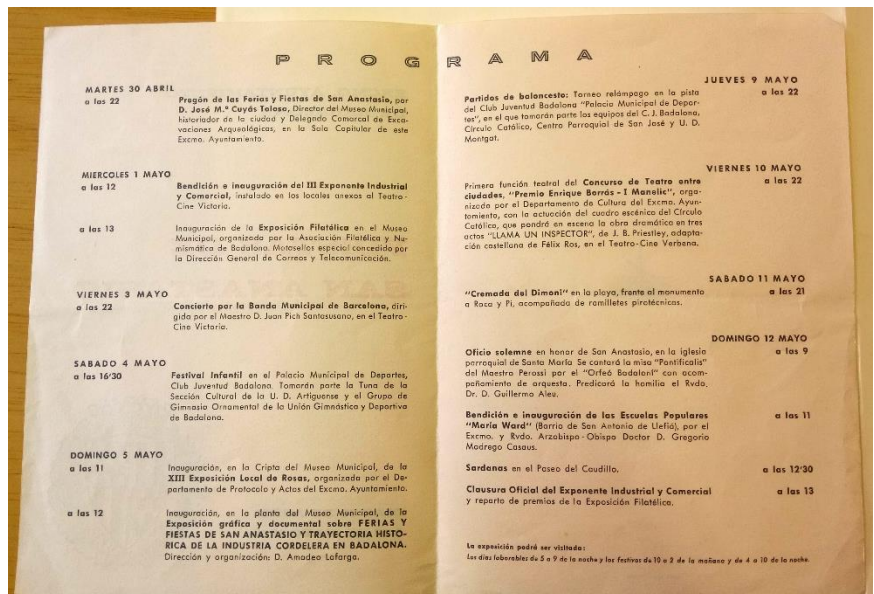 PROGRAMA
MARTES 30 ABRIL
a las 22
Pregón de las Ferias y Fiestas de San Anastasio, por
D. José M.ª Cuyás Tolosa, Director del Museo Municipal,
historiador de la ciudad y Delegado Comarcal de Exca-
vaciones Arqueológicas, en la Sala Capitular de este
Excmo. Ayuntamiento.
MIERCOLES 1 MAYO
a las 12
Bendición e inauguración del III Exponente Industrial
y Comercial, instalado en los locales anexos al Teatro-
Cine Victoria.
a las 13
Inauguración de la Exposición Filatélica en el Museo
Municipal, organizada por la Asociación Filatélica y Nu-
mismática de Badalona. Matasellos especial concedido por
la Dirección General de Correos y Telecomunicación.
VIERNES 3 MAYO
a las 22
Concierto por la Banda Municipal de Barcelona, diri-
gida por el Maestro D. Juan Pich Santasusana, en el Teatro-
Cine Victoria.
SABADO 4 MAYO
a las 16'30
Festival Infantil en el Palacio Municipal de Deportes,
Club Juventud Badalona. Tomarán parte la Tuna de la
Sección Cultural de la U. D. Artiguense y el Grupo de
Gimnasia Ornamental de la Unión Gimnástica y Deportiva
de Badalona.
DOMINGO 5 MAYO
a las 11
Inauguración, en la Cripta del Museo Municipal, de la
XIII Exposición Local de Rosas, organizada por el De-
partamento de Protocolo y Actos del Excmo. Ayuntamiento.
a las 12
Inauguración, en la planta del Museo Municipal, de la
Exposición gráfica y documental sobre FERIAS Y
FIESTAS DE SAN ANASTASIO Y TRAYECTORIA HISTO-
RICA DE LA INDUSTRIA CORDELERA EN BADALONA.
Dirección y organización: D. Amadeo Lafarga.
JUEVES 9 MAYO
a las 22
Partidos de baloncesto: Torneo relámpago en la pista
del Club Juventud Badalona "Palacio Municipal de Depor-
tes", en el que tomarán parte los equipos del C. J. Badalona,
Círculo Católico, Centro Parroquial de San José y U. D.
Montgat.
VIERNES 10 MAYO
a las 22
Primera función teatral del Concurso de Teatro entre
ciudades, "Premio Enrique Borrás - I Manelic", orga-
nizado por el Departamento de Cultura del Excmo. Ayun-
tamiento, con la actuación del cuadro escénico del Círculo
Católico, que pondrá en escena la obra dramática en tres
actos "LLAMA UN INSPECTOR", de J. B. Priestley, adapta-
ción castellana de Félix Ros, en el Teatro-Cine Verbena.
SABADO 11 MAYO
a las 21
"Cremada del Dimoni" en la playa, frente al monumento
a Roca y Pi, acompañada de ramilletes pirotécnicos.
DOMINGO 12 MAYO
a las 9
Oficio solemne en honor de San Anastasio, en la iglesia
parroquial de Santa María Se cantará la misa "Pontificalis"
del Maestro Perossi por el "Orfeó Badaloní" con acom-
pañamiento de orquesta. Predicará la homilía el Rvdo.
Dr. D. Guillermo Aleu.
Bendición e inauguración de las Escuelas Populares
"María Ward" (Barrio de San Antonio de Llefiá), por el
Excmo. y Rvdo. Arzobispo-Obispo Doctor D. Gregorio
Modrego Casaus.
a las 11
Sardanas en el Paseo del Caudillo.
a las 12'30
Clausura Oficial del Exponente Industrial y Comercial
y reparto de premios de la Exposición Filatélica.
a las 13
La exposición podrá ser visitada:
Los días laborables de 5 a 9 de la noche y los festivos de 10 a 2 de la mañana y de 4 a 10 de la noche.